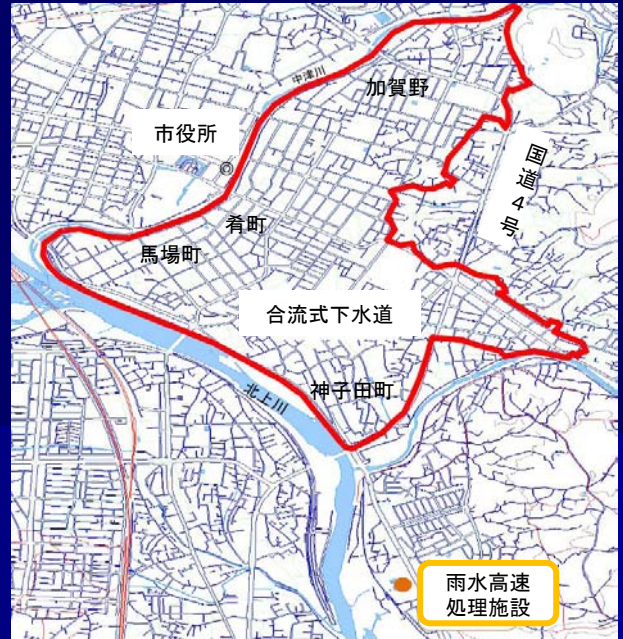 中津川
加賀野
市役所
国道4号
肴町
馬場町
合流式下水道
北上川
神子田町
雨水高速
処理施設